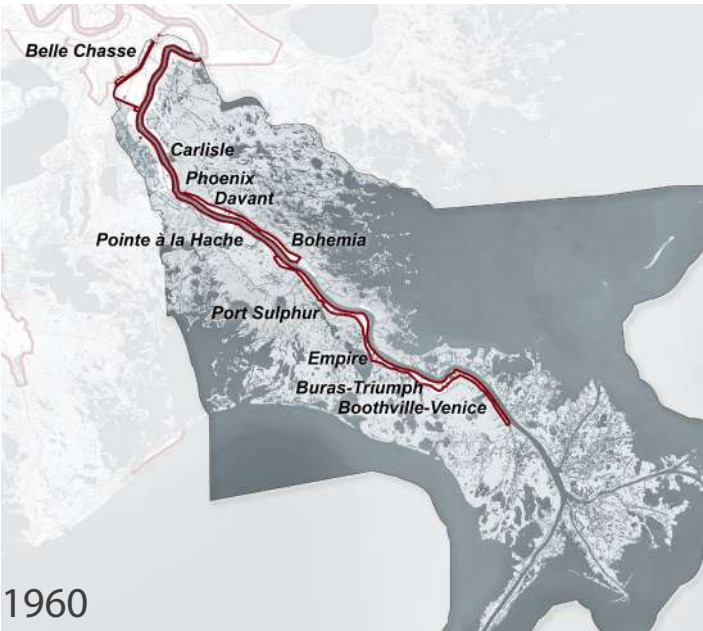 Belle Chasse
Carlisle
Phoenix
Davant
Pointe à la Hache
Bohemia
Port Sulphur
Empire
Buras-Triumph
Boothville-Venice
1960